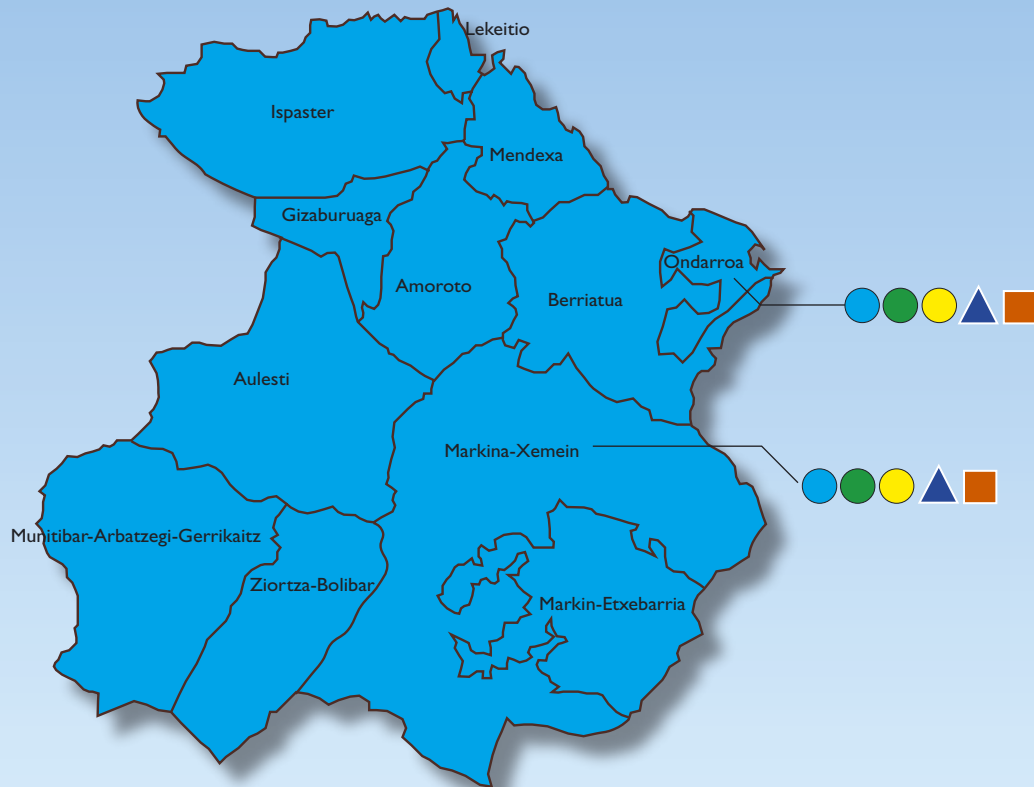 Lekeitio
Ispaster
Mendexa
Gizaburuaga
Ondarroa
Amoroto
Berriatua
Aulesti
Markina-Xemein
Munitibar-Arbatzegi-Gerrikaitz
Ziortza-Bolibar
Markin-Etxebarria